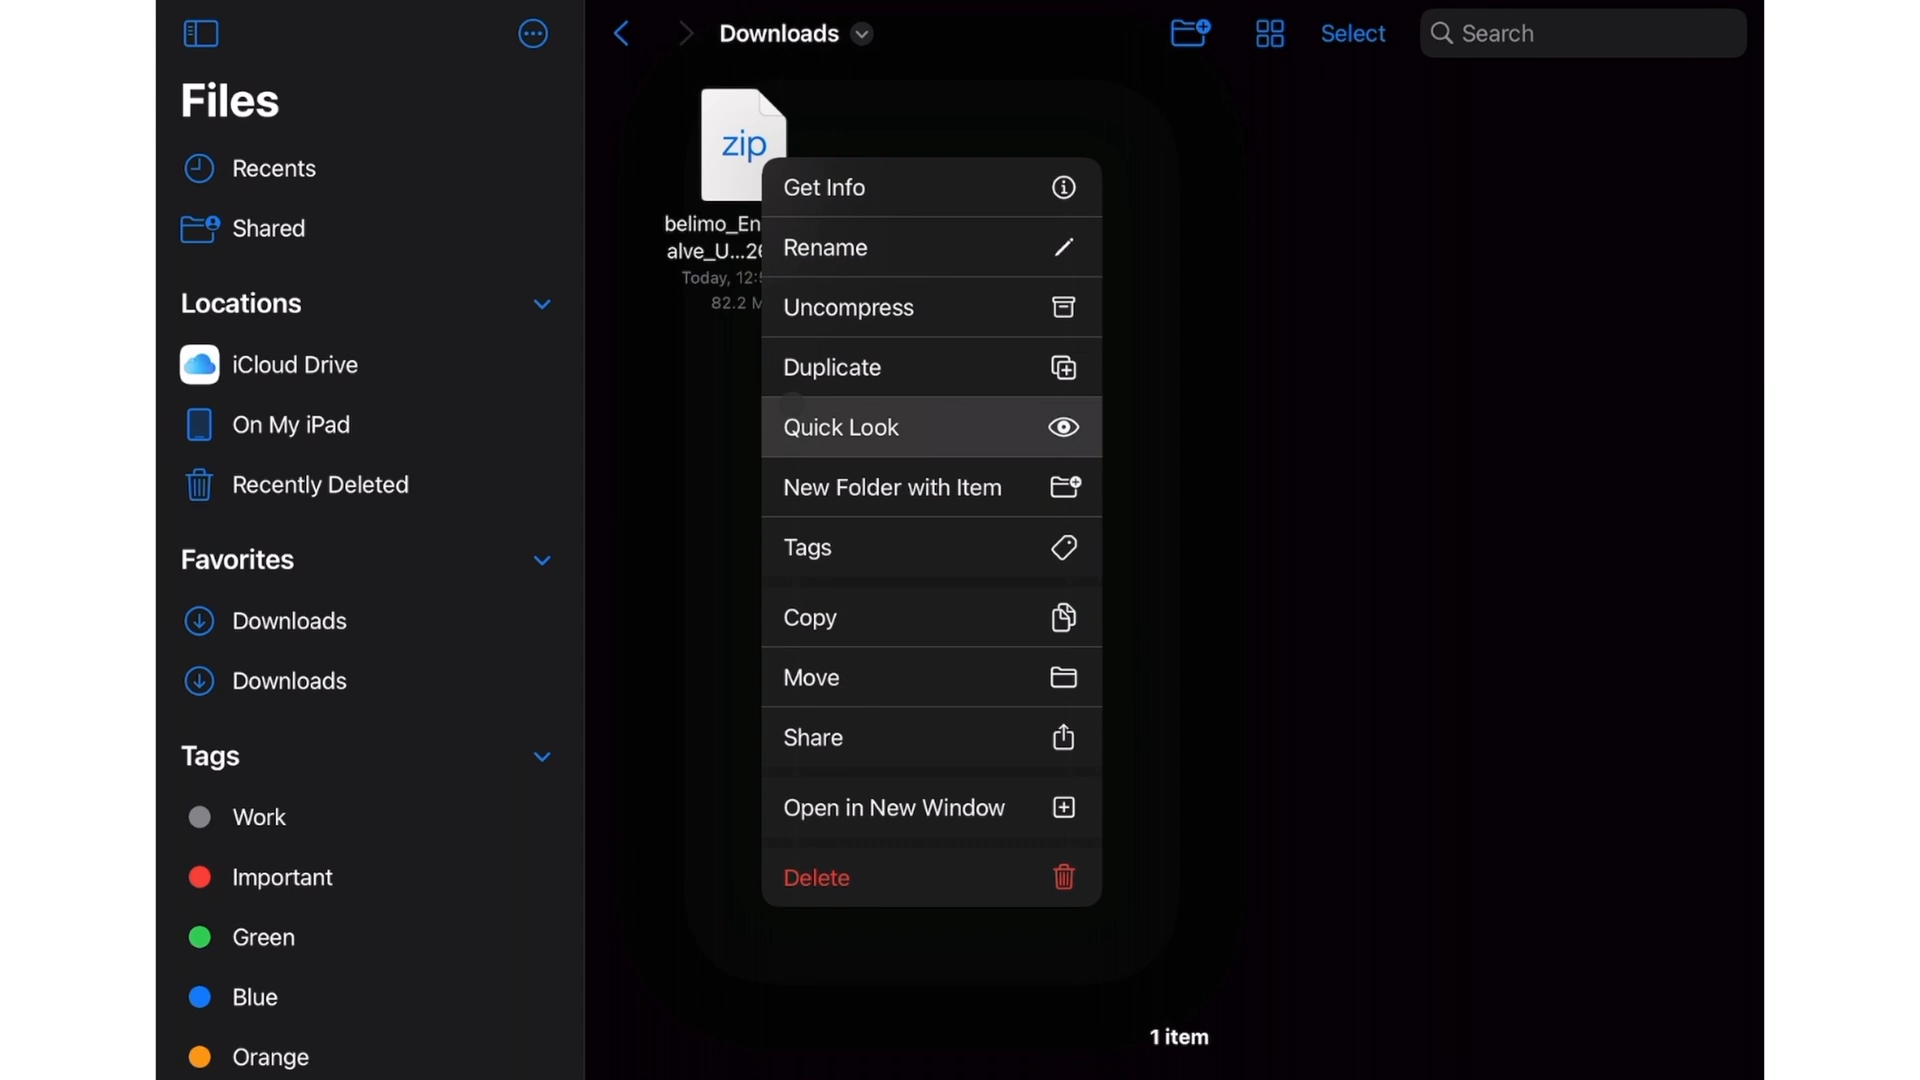 Files
Recents
Shared
Locations
iCloud Drive
On My iPad
Recently Deleted
Favorites
Downloads
Downloads
Tags
Work
Important
Green
Blue
Orange
Downloads
Select
Search
zip
belimo_En
alve_U...26
Today, 12:5
82.2 M
Get Info
Rename
Uncompress
Duplicate
Quick Look
New Folder with Item
Tags
Copy
Move
Share
Open in New Window
Delete
1 item